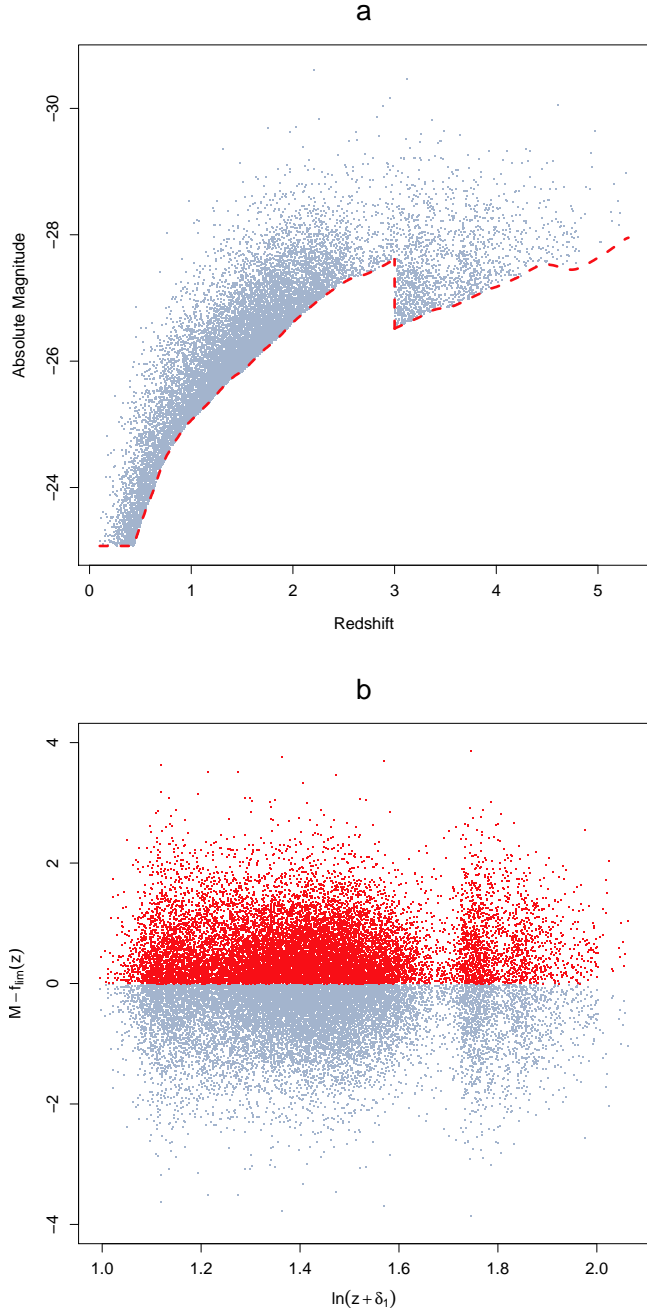 a
-30
-28
-26
-24
Absolute Magnitude
0 1 2 3 4 5
Redshift
b
4
2
0
−2
−4
M − f_lim(z)
1.0 1.2 1.4 1.6 1.8 2.0
ln(z + δ₁)